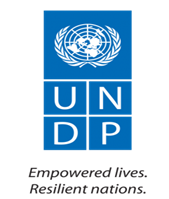 U N
D P
Empowered lives.
Resilient nations.